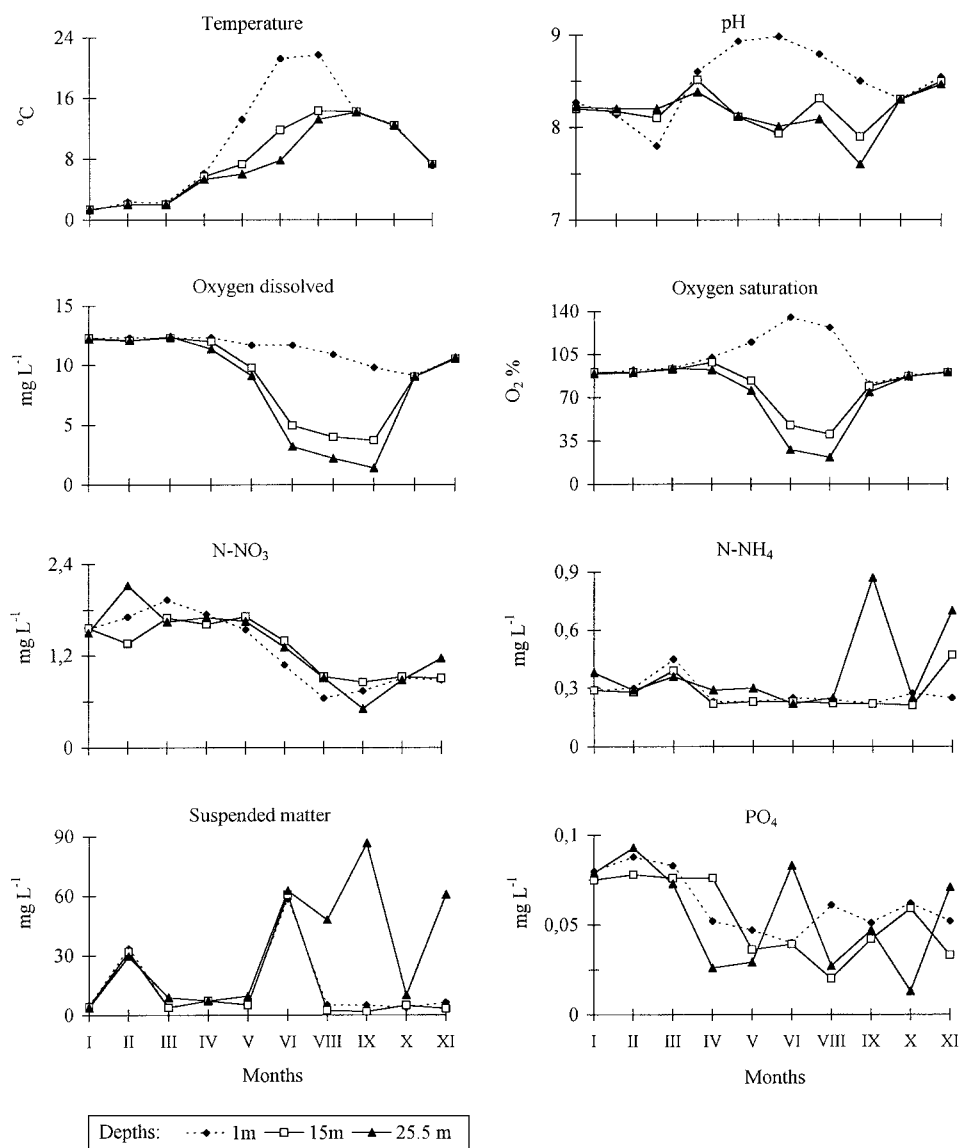 Temperature
°C
24
16
8
0
pH
9
8
7
Oxygen dissolved
mg L⁻¹
15
10
5
0
Oxygen saturation
O₂ %
140
105
70
35
0
N-NO₃
mg L⁻¹
2,4
1,2
0
N-NH₄
mg L⁻¹
0,9
0,6
0,3
0
Suspended matter
mg L⁻¹
90
60
30
0
I II III IV V VI VIII IX X XI
Months
PO₄
mg L⁻¹
0,1
0,05
0
I II III IV V VI VIII IX X XI
Months
Depths: 1m 15m 25.5 m